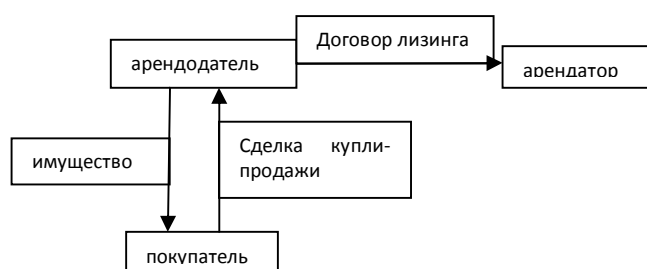 Договор лизинга
арендодатель
арендатор
имущество
Сделка купли-
продажи
покупатель